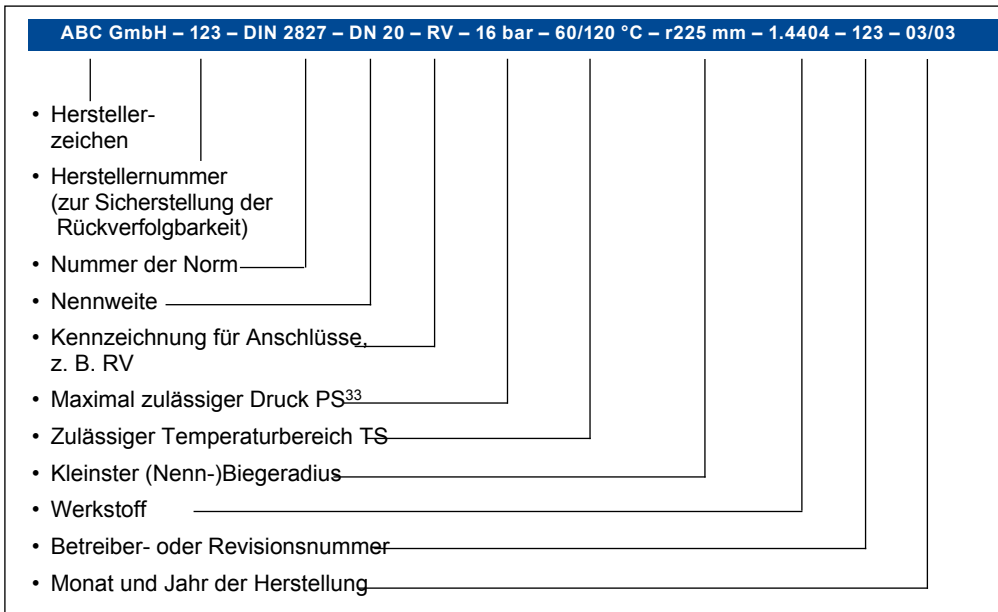 ABC GmbH – 123 – DIN 2827 – DN 20 – RV – 16 bar – 60/120 °C – r225 mm – 1.4404 – 123 – 03/03
• Hersteller-
zeichen
• Herstellernummer
(zur Sicherstellung der
Rückverfolgbarkeit)
• Nummer der Norm
• Nennweite
• Kennzeichnung für Anschlüsse,
z. B. RV
• Maximal zulässiger Druck PS³³
• Zulässiger Temperaturbereich TS
• Kleinster (Nenn-)Biegeradius
• Werkstoff
• Betreiber- oder Revisionsnummer
• Monat und Jahr der Herstellung